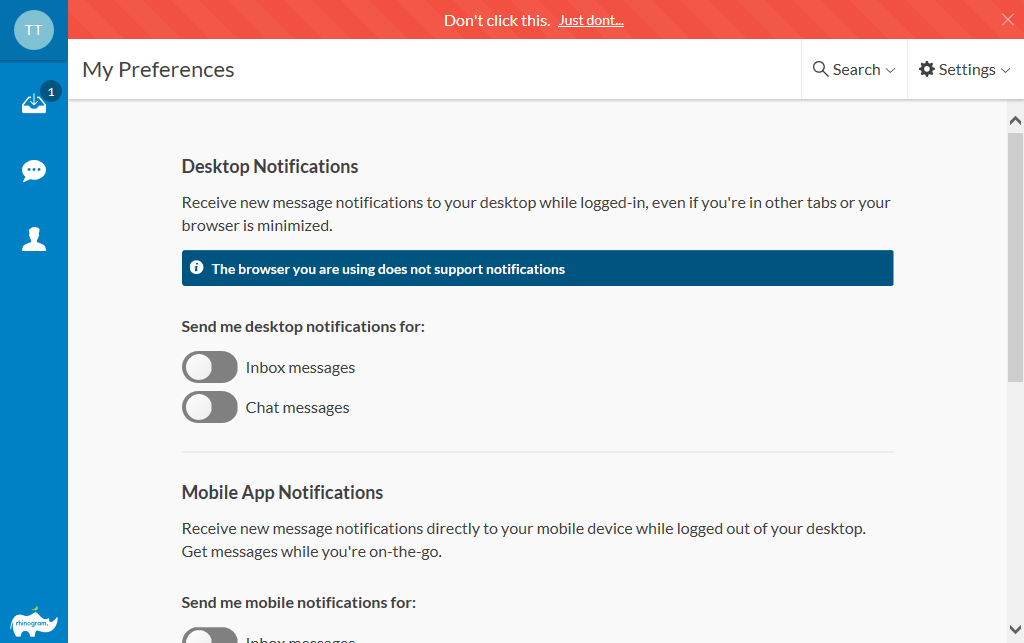 TT
Don't click this. Just dont...
1
My Preferences
Search
Settings
Desktop Notifications
Receive new message notifications to your desktop while logged-in, even if you're in other tabs or your
browser is minimized.
The browser you are using does not support notifications
Send me desktop notifications for:
Inbox messages
Chat messages
Mobile App Notifications
Receive new message notifications directly to your mobile device while logged out of your desktop.
Get messages while you're on-the-go.
Send me mobile notifications for:
Inbox messages
rhinogram